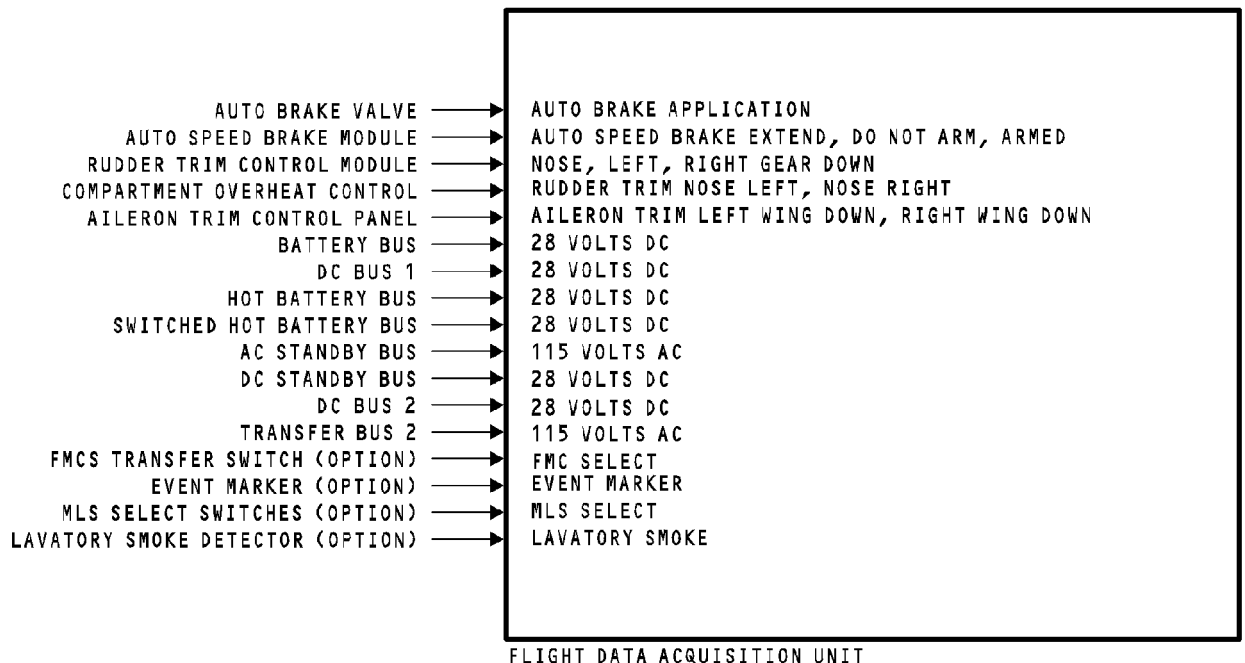 AUTO BRAKE VALVE AUTO BRAKE APPLICATION
AUTO SPEED BRAKE MODULE AUTO SPEED BRAKE EXTEND, DO NOT ARM, ARMED
RUDDER TRIM CONTROL MODULE NOSE, LEFT, RIGHT GEAR DOWN
COMPARTMENT OVERHEAT CONTROL RUDDER TRIM NOSE LEFT, NOSE RIGHT
AILERON TRIM CONTROL PANEL AILERON TRIM LEFT WING DOWN, RIGHT WING DOWN
BATTERY BUS 28 VOLTS DC
DC BUS 1 28 VOLTS DC
HOT BATTERY BUS 28 VOLTS DC
SWITCHED HOT BATTERY BUS 28 VOLTS DC
AC STANDBY BUS 115 VOLTS AC
DC STANDBY BUS 28 VOLTS DC
DC BUS 2 28 VOLTS DC
TRANSFER BUS 2 115 VOLTS AC
FMCS TRANSFER SWITCH (OPTION) FMC SELECT
EVENT MARKER (OPTION) EVENT MARKER
MLS SELECT SWITCHES (OPTION) MLS SELECT
LAVATORY SMOKE DETECTOR (OPTION) LAVATORY SMOKE
FLIGHT DATA ACQUISITION UNIT